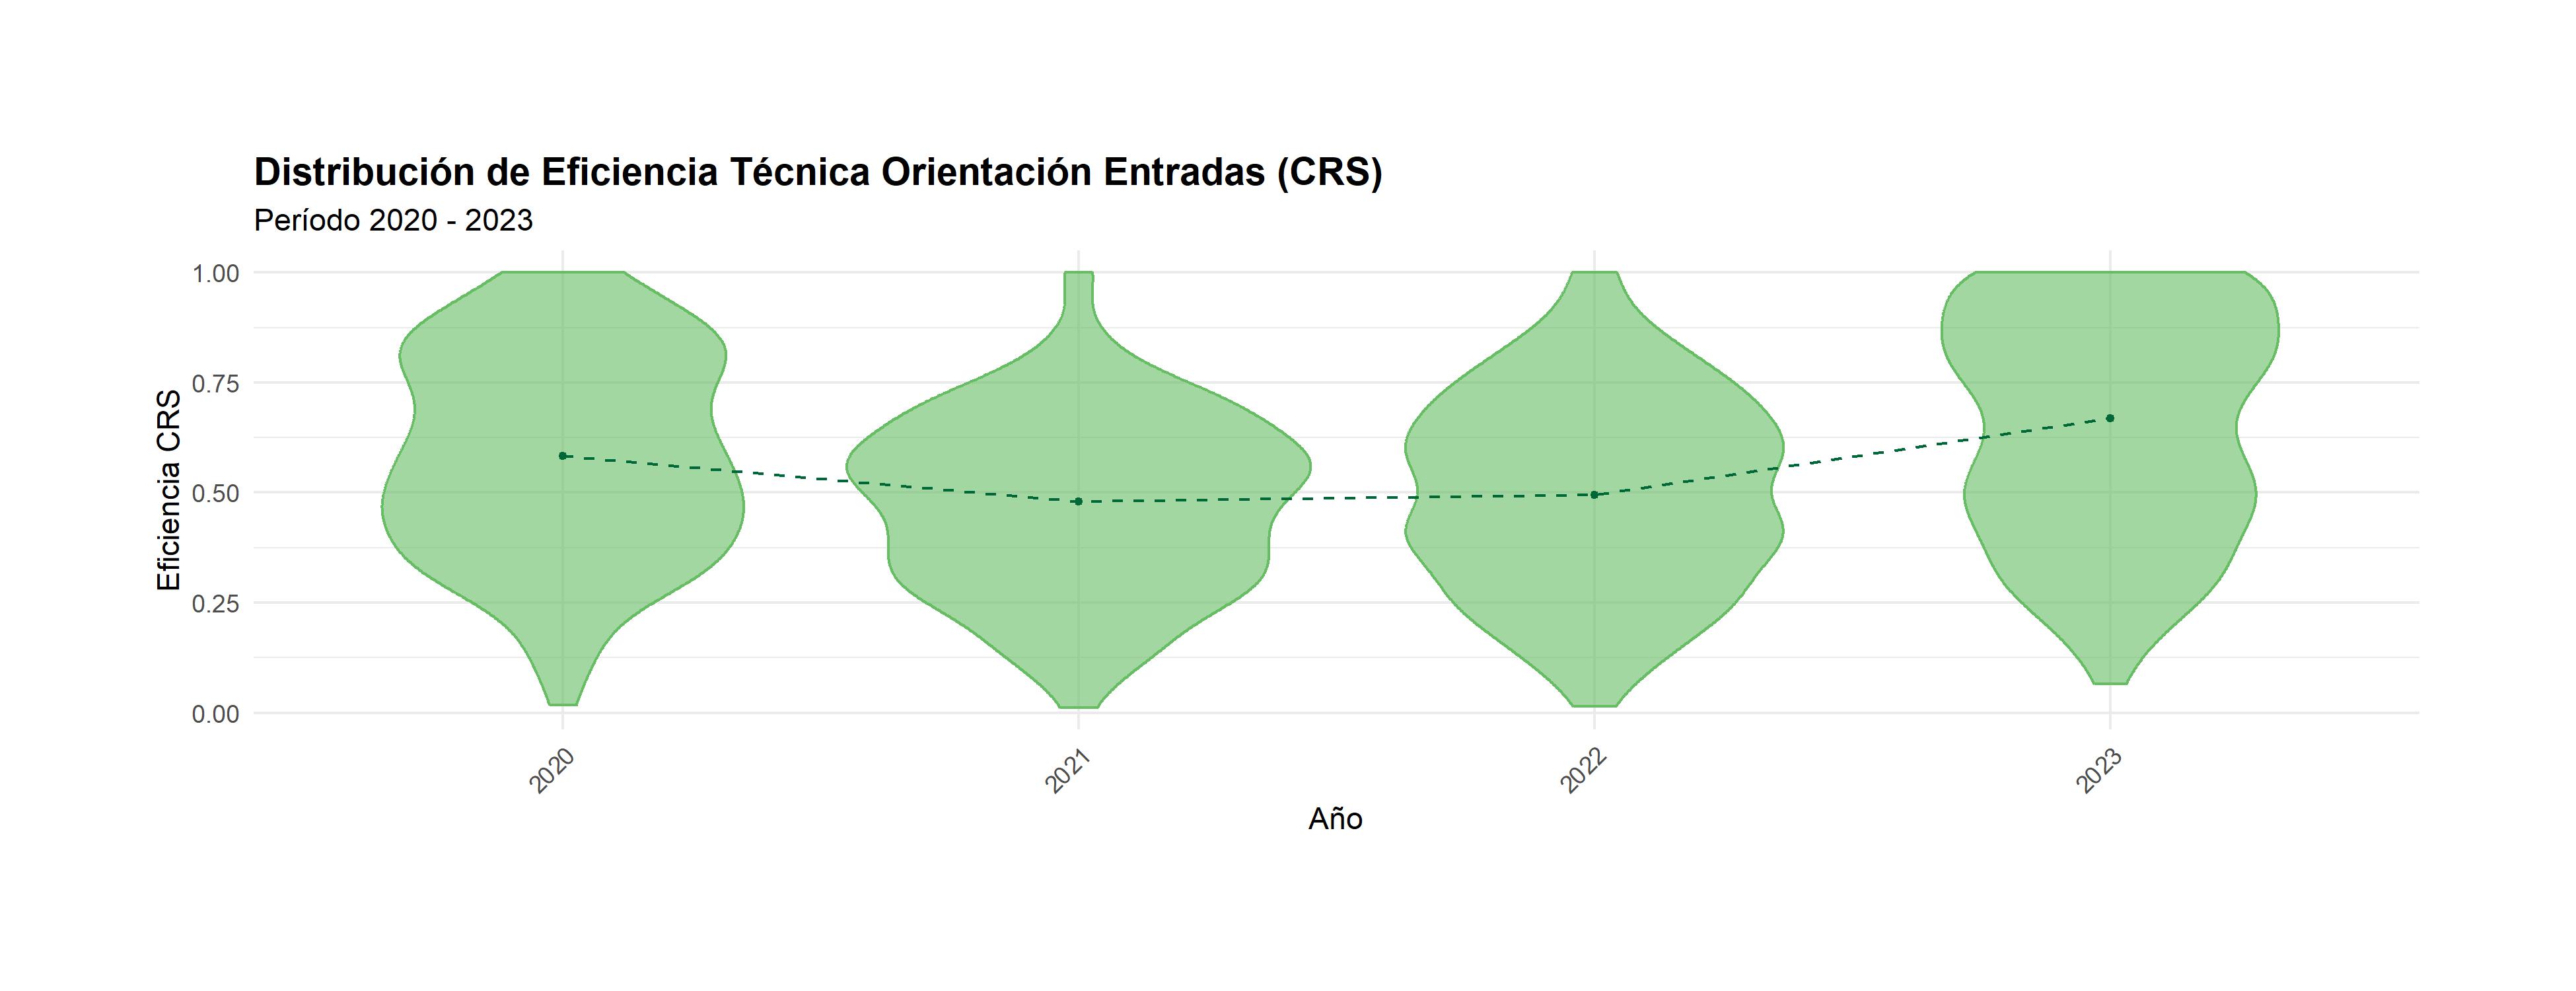 Distribución de Eficiencia Técnica Orientación Entradas (CRS)
Período 2020 - 2023
Eficiencia CRS
1.00
0.75
0.50
0.25
0.00
2020
2021
2022
2023
Año